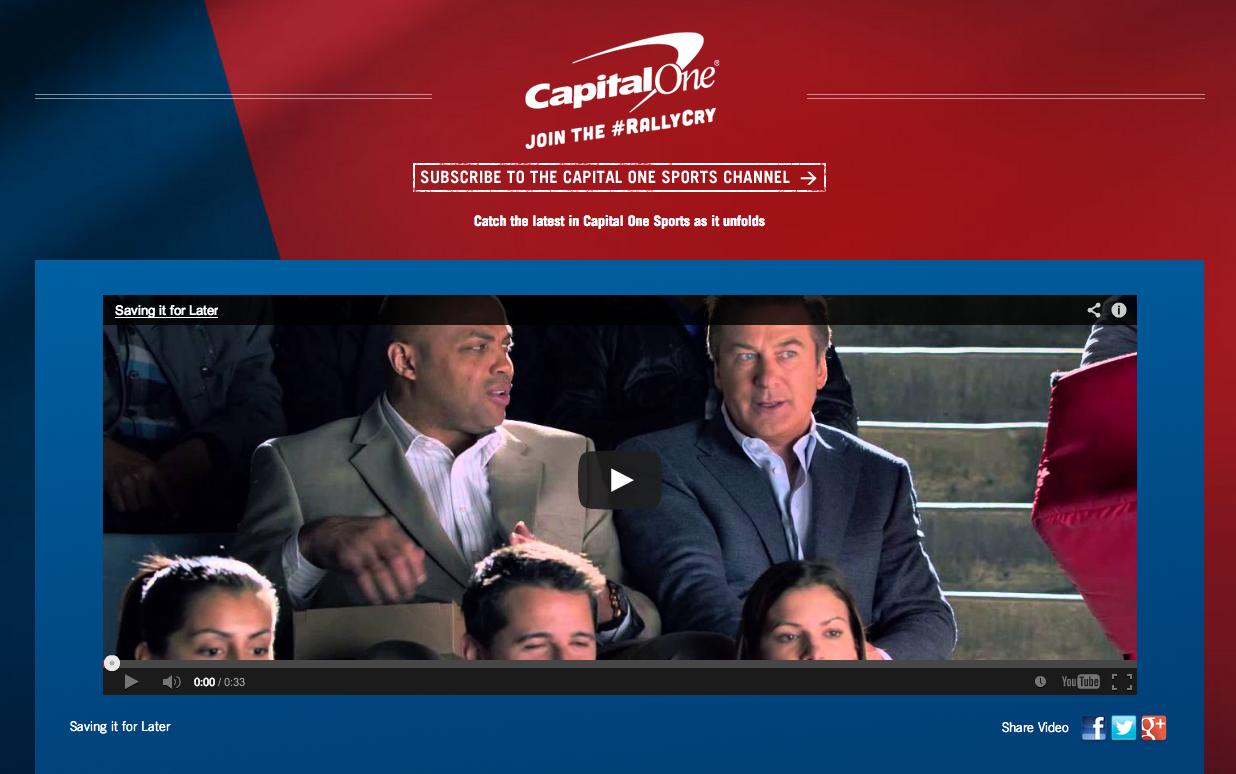 CapitalOne®
JOIN THE #RALLYCRY
SUBSCRIBE TO THE CAPITAL ONE SPORTS CHANNEL →
Catch the latest in Capital One Sports as it unfolds
Saving it for Later
0:00 / 0:33
YouTube
Saving it for Later
Share Video
f
g+